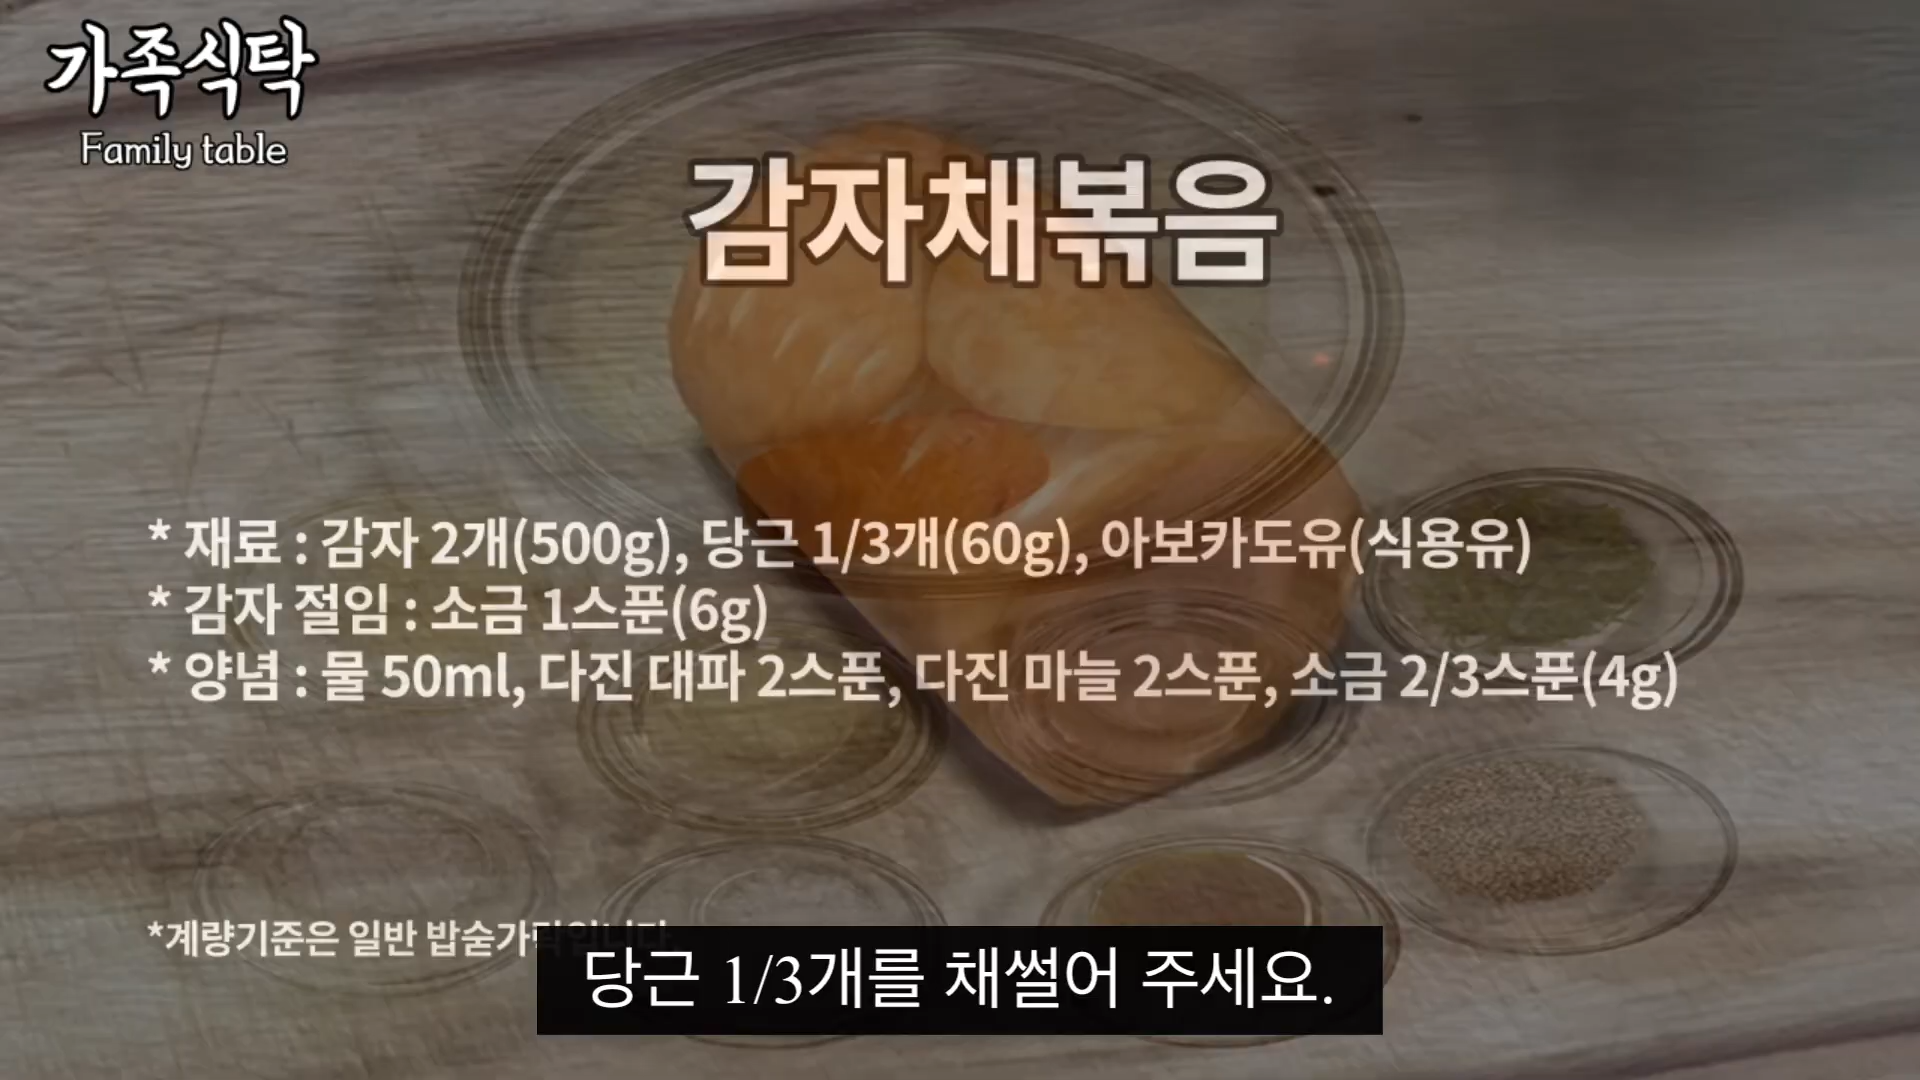 가족식탁
Family table
감자채볶음
* 재료 : 감자 2개(500g), 당근 1/3개(60g), 아보카도유(식용유)
* 감자 절임 : 소금 1스푼(6g)
* 양념 : 물 50ml, 다진 대파 2스푼, 다진 마늘 2스푼, 소금 2/3스푼(4g)
*계량기준은 일반 밥숟가락입니다.
당근 1/3개를 채썰어 주세요.